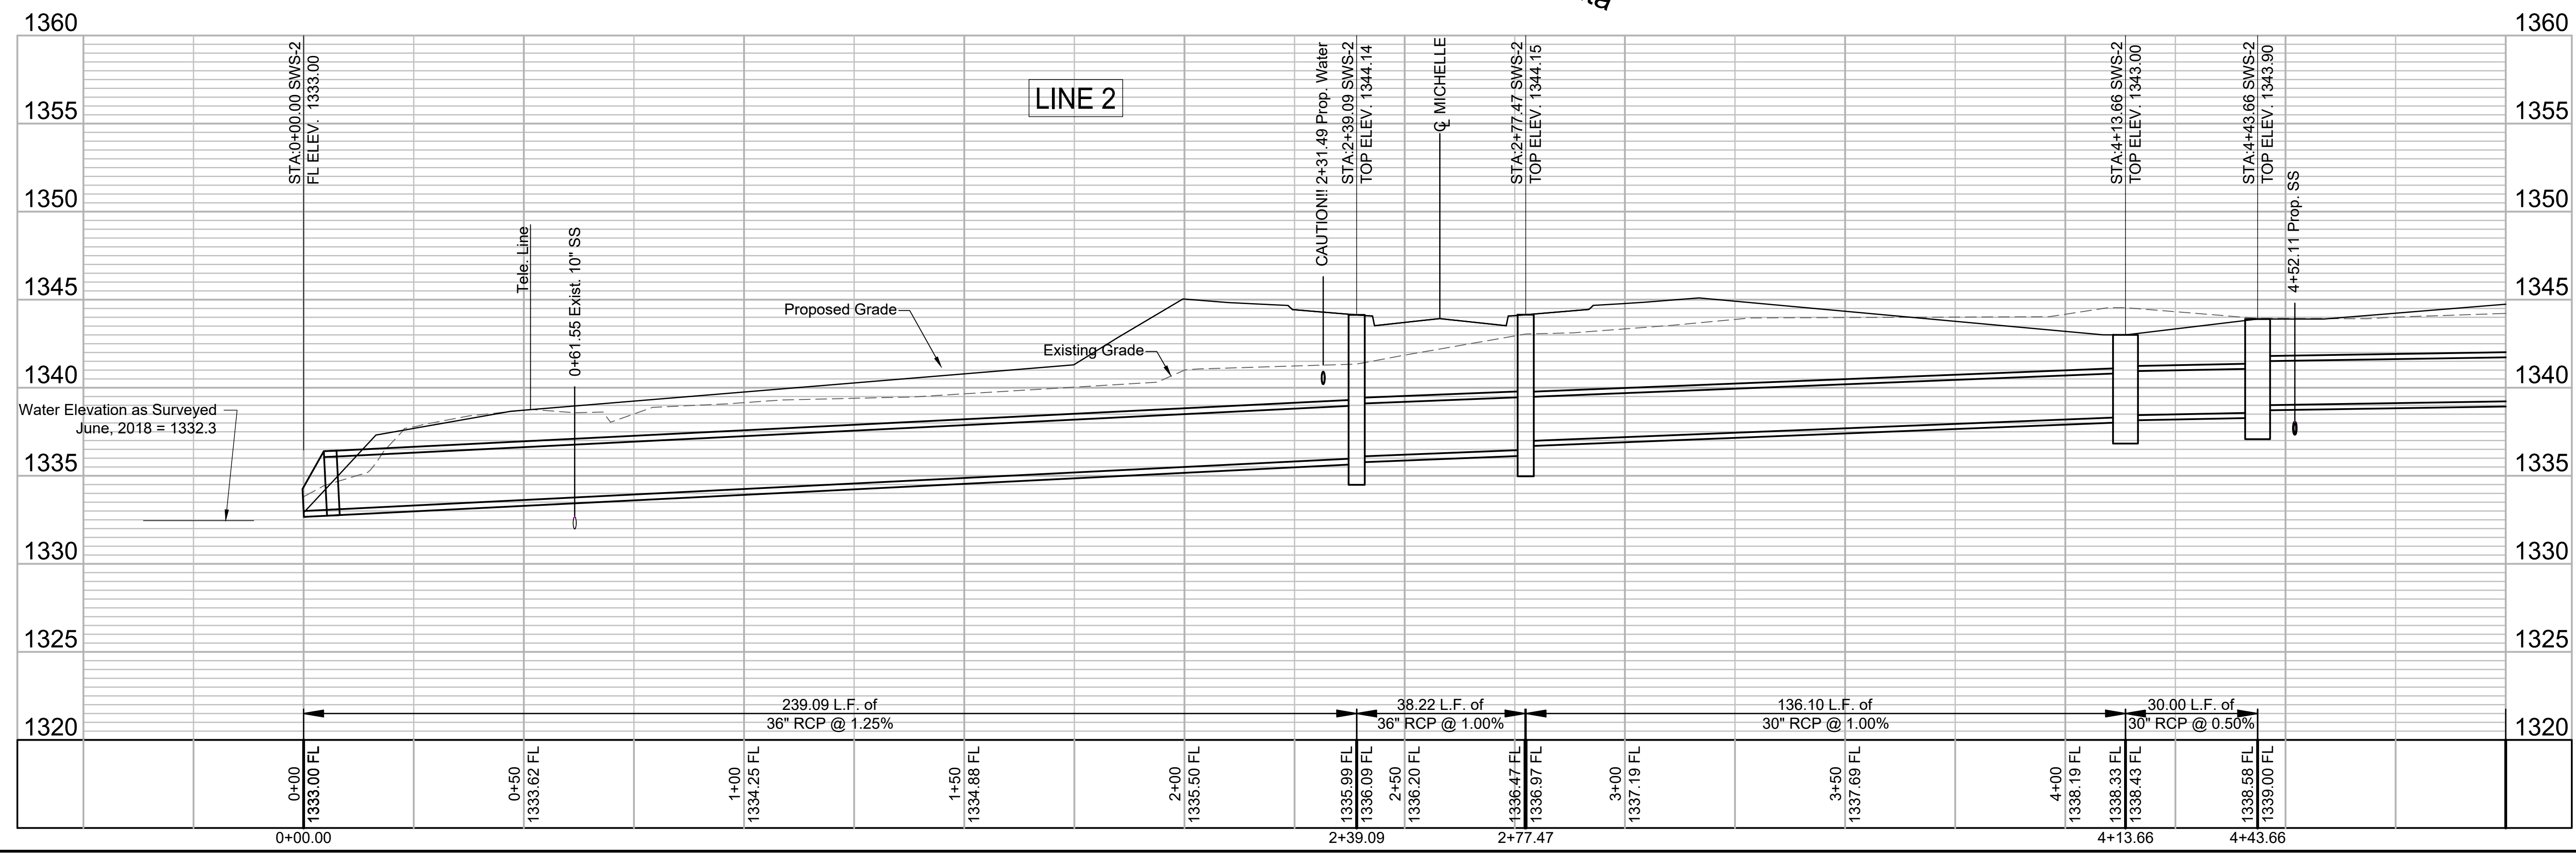 1360
1360
1355
1355
1350
1350
1345
1345
1340
1340
1335
1335
1330
1330
1325
1325
1320
1320
LINE 2
STA:0+00.00 SWS-2
FL ELEV. 1333.00
Tele. Line
0+61.55 Exist. 10" SS
Proposed Grade
Existing Grade
Water Elevation as Surveyed
June, 2018 = 1332.3
CAUTION!! 2+31.49 Prop. Water
STA:2+39.09 SWS-2
TOP ELEV. 1344.14
℄ MICHELLE
STA:2+77.47 SWS-2
TOP ELEV. 1344.15
STA:4+13.66 SWS-2
TOP ELEV. 1343.00
STA:4+43.66 SWS-2
TOP ELEV. 1343.90
4+52.11 Prop. SS
239.09 L.F. of
36" RCP @ 1.25%
38.22 L.F. of
36" RCP @ 1.00%
136.10 L.F. of
30" RCP @ 1.00%
30.00 L.F. of
30" RCP @ 0.50%
0+00
1333.00 FL
0+50
1333.62 FL
1+00
1334.25 FL
1+50
1334.88 FL
2+00
1335.50 FL
1335.99 FL
1336.09 FL
2+50
1336.20 FL
1336.47 FL
1336.97 FL
3+00
1337.19 FL
3+50
1337.69 FL
4+00
1338.19 FL
1338.33 FL
1338.43 FL
1338.58 FL
1339.00 FL
0+00.00
2+39.09
2+77.47
4+13.66
4+43.66